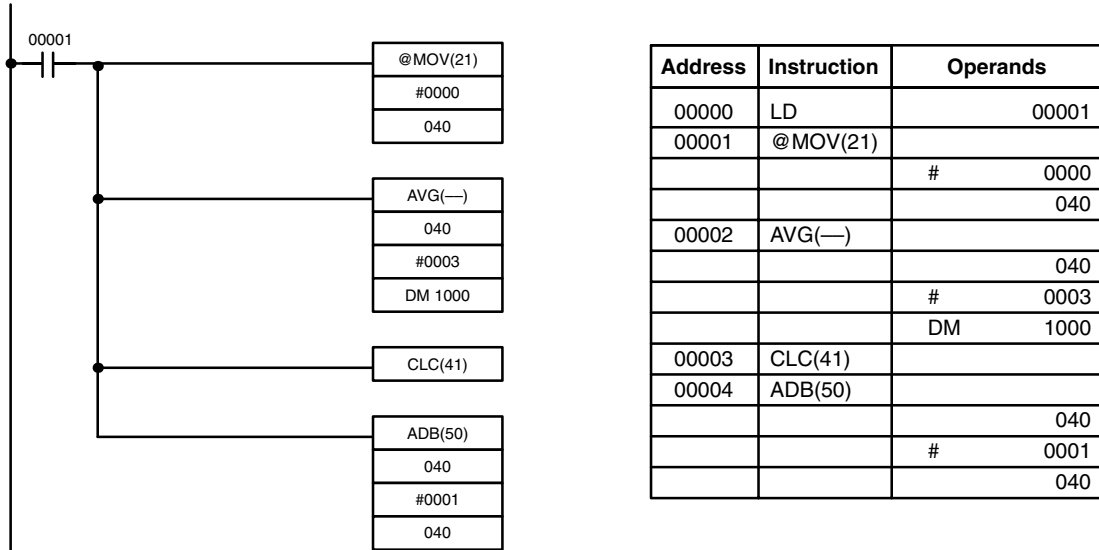 00001
@MOV(21)
#0000
040
AVG(—)
040
#0003
DM 1000
CLC(41)
ADB(50)
040
#0001
040
Address Instruction Operands
00000 LD 00001
00001 @MOV(21)
# 0000
040
00002 AVG(—)
040
# 0003
DM 1000
00003 CLC(41)
00004 ADB(50)
040
# 0001
040